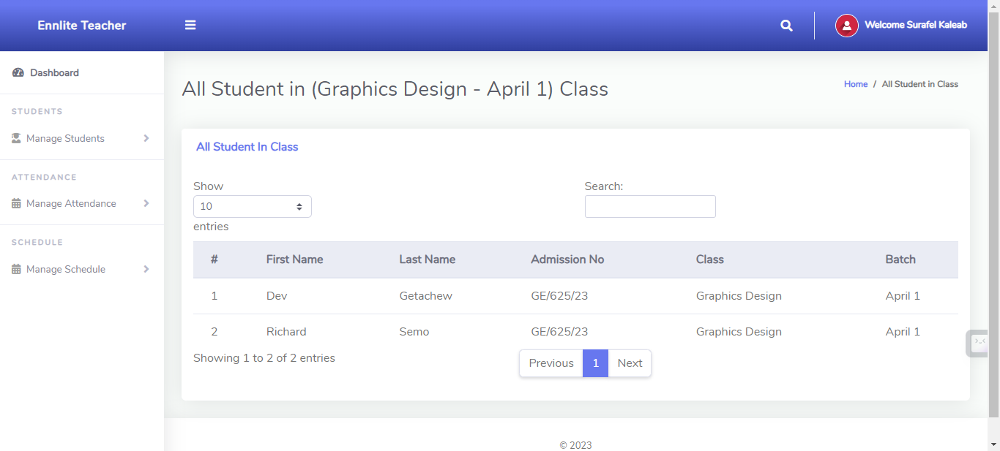 Ennlite Teacher
Welcome Surafel Kaleab
Dashboard
STUDENTS
Manage Students
ATTENDANCE
Manage Attendance
SCHEDULE
Manage Schedule
All Student in (Graphics Design - April 1) Class
Home / All Student in Class
All Student In Class
Show
10
entries
Search:
# First Name Last Name Admission No Class Batch
1 Dev Getachew GE/625/23 Graphics Design April 1
2 Richard Semo GE/625/23 Graphics Design April 1
Showing 1 to 2 of 2 entries
Previous 1 Next
© 2023